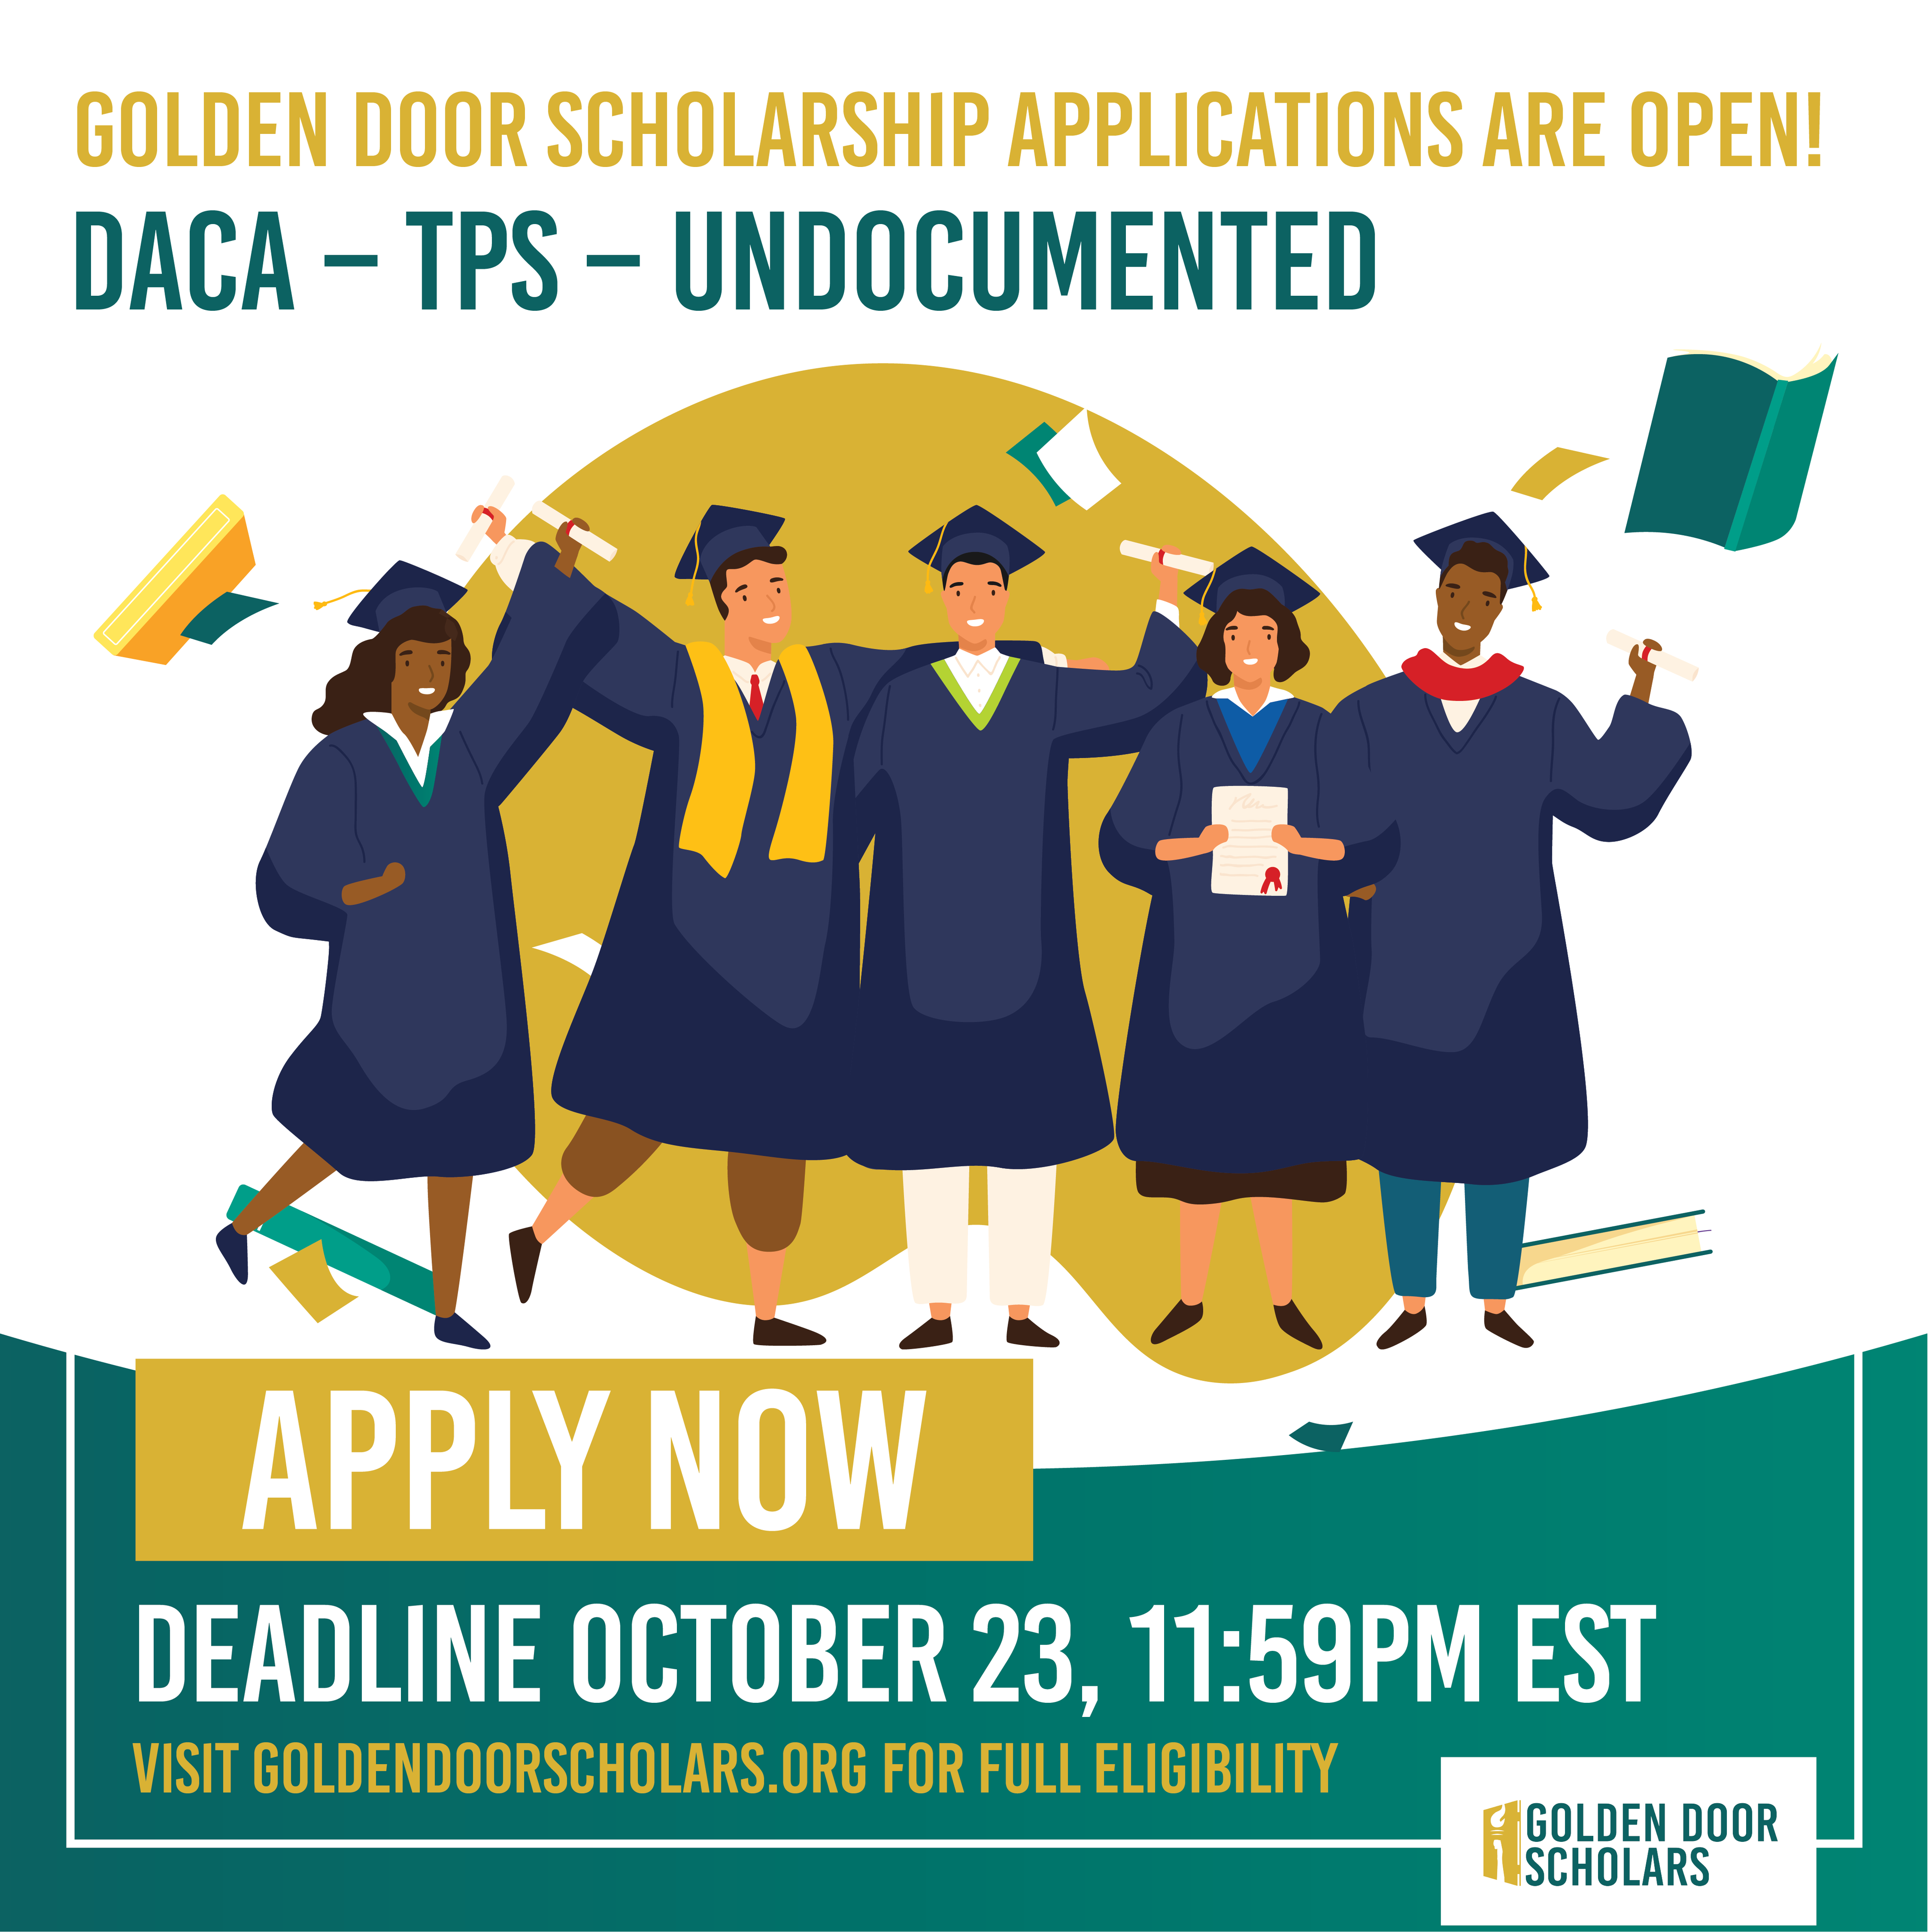 GOLDEN DOOR SCHOLARSHIP APPLICATIONS ARE OPEN!
DACA – TPS – UNDOCUMENTED
APPLY NOW
DEADLINE OCTOBER 23, 11:59PM EST
VISIT GOLDENDOORSCHOLARS.ORG FOR FULL ELIGIBILITY
GOLDEN DOOR
SCHOLARS